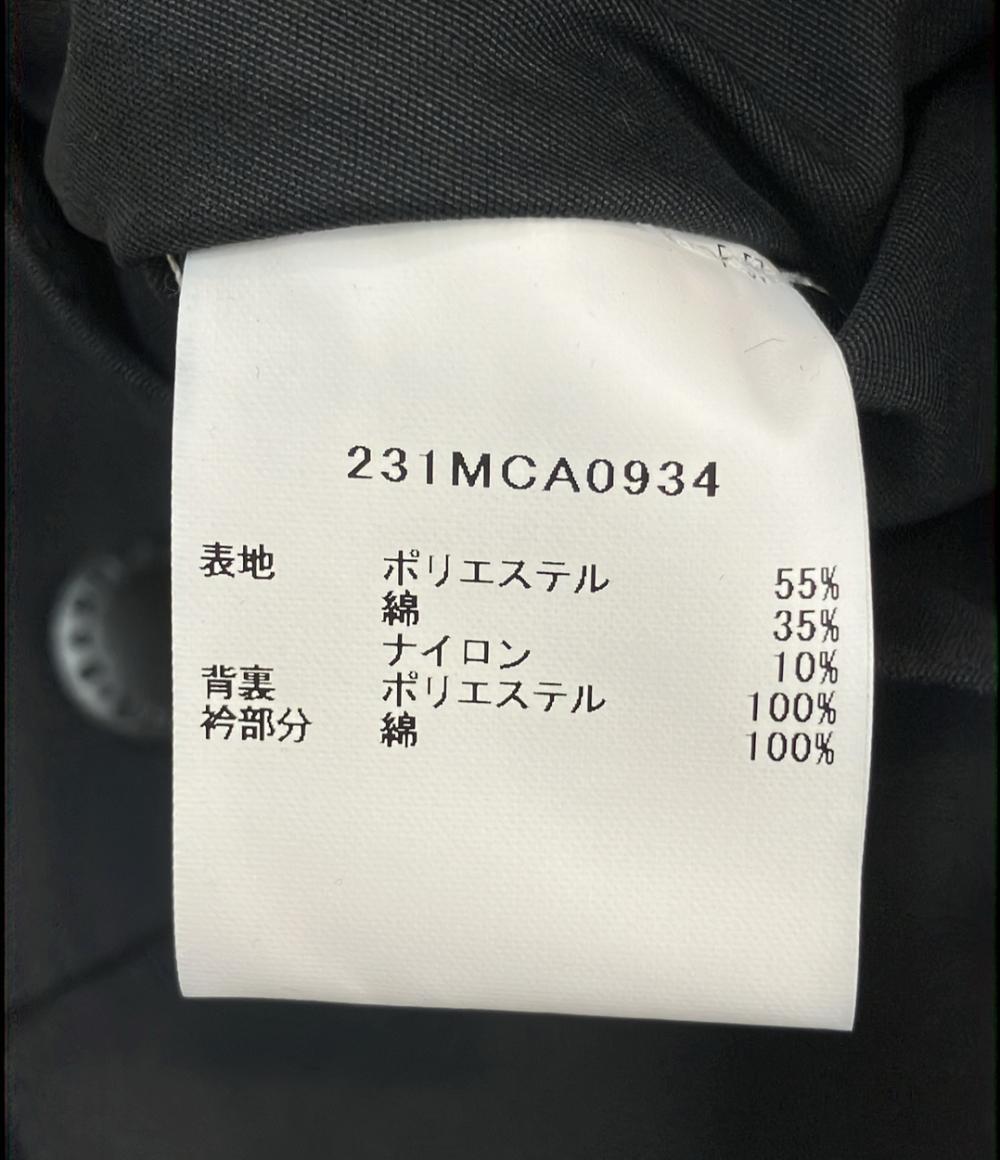 231MCA0934
表地 ポリエステル 55%
綿 35%
ナイロン 10%
背裏 ポリエステル 100%
衿部分 綿 100%